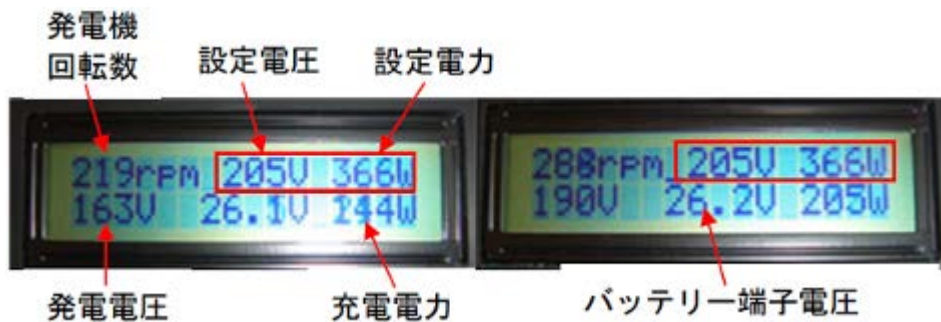 発電機
回転数
設定電圧
設定電力
219rpm 205V 366W
163V 26.1V 144W
288rpm 205V 366W
190V 26.2V 205W
発電電圧
充電電力
バッテリー端子電圧